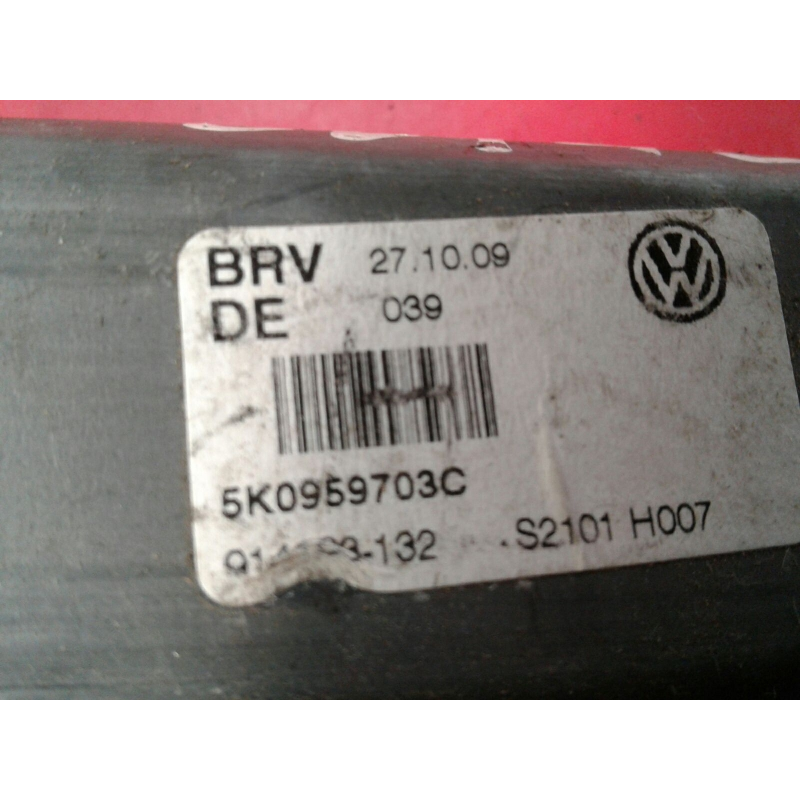 BRV 27.10.09
DE 039
5K0959703C
.S2101 H007